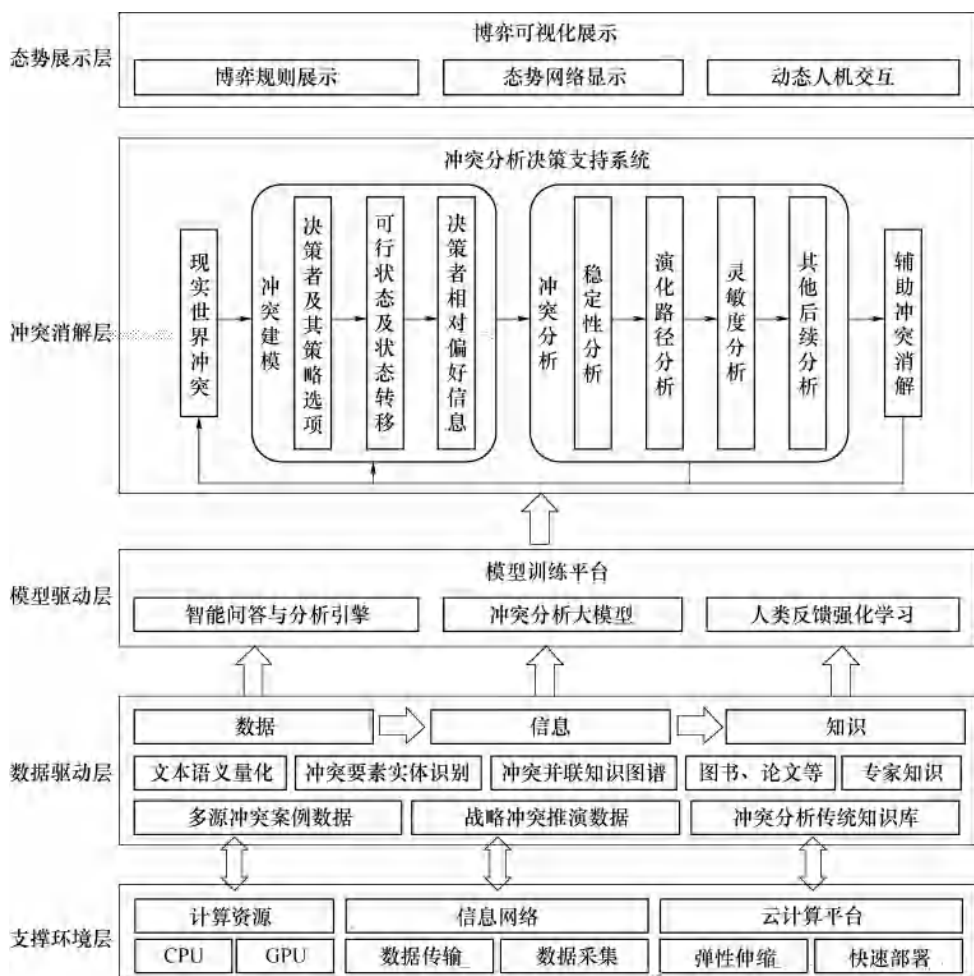 态势展示层
博弈可视化展示
博弈规则展示
态势网络显示
动态人机交互
冲突消解层
冲突分析决策支持系统
现实世界冲突
冲突建模
决策者及其策略选项
可行状态及状态转移
决策者相对偏好信息
冲突分析
稳定性分析
演化路径分析
灵敏度分析
其他后续分析
辅助冲突消解
模型驱动层
模型训练平台
智能问答与分析引擎
冲突分析大模型
人类反馈强化学习
数据驱动层
数据
信息
知识
文本语义量化
冲突要素实体识别
冲突并联知识图谱
图书、论文等
专家知识
多源冲突案例数据
战略冲突推演数据
冲突分析传统知识库
支撑环境层
计算资源
信息网络
云计算平台
CPU
GPU
数据传输
数据采集
弹性伸缩
快速部署